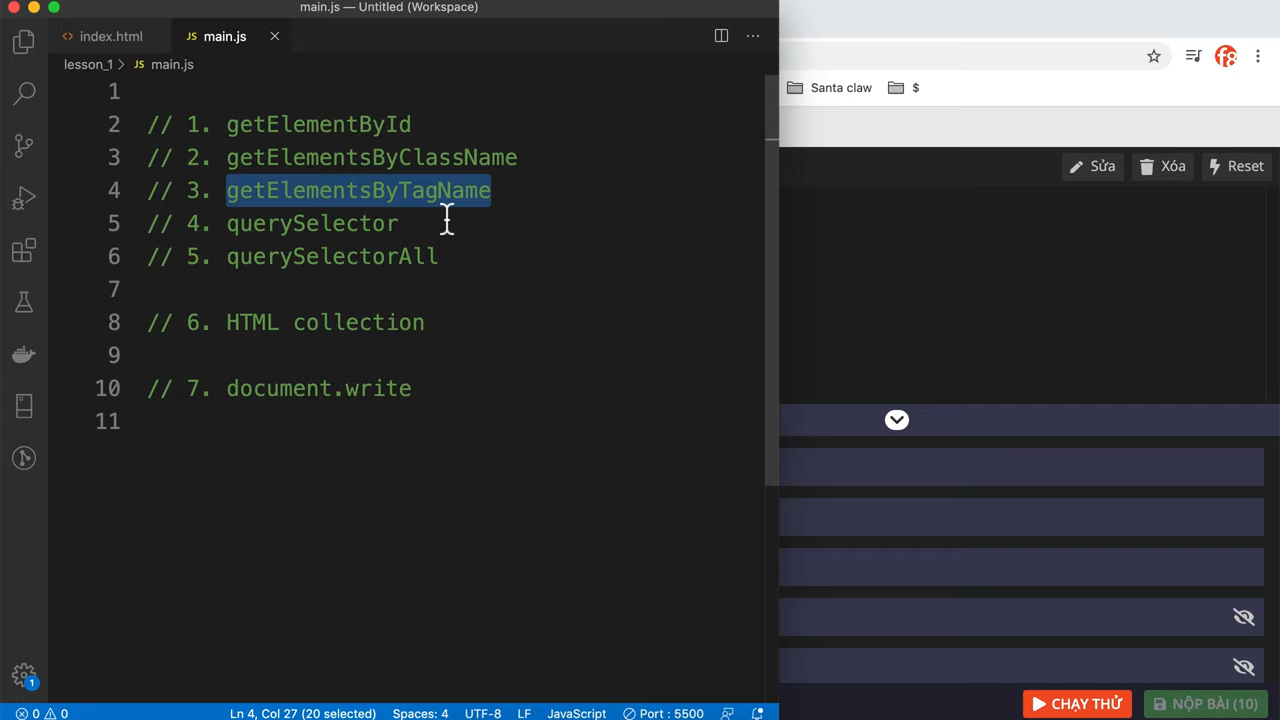 main.js — Untitled (Workspace)
index.html
JS main.js
lesson_1 > JS main.js
1
2 // 1. getElementById
3 // 2. getElementsByClassName
4 // 3. getElementsByTagName
5 // 4. querySelector
6 // 5. querySelectorAll
7
8 // 6. HTML collection
9
10 // 7. document.write
11
1
0 0
Ln 4, Col 27 (20 selected)
Spaces: 4
UTF-8
LF
JavaScript
Port : 5500
f8
Santa claw
$
Sửa
Xóa
Reset
CHẠY THỬ
NỘP BÀI (10)